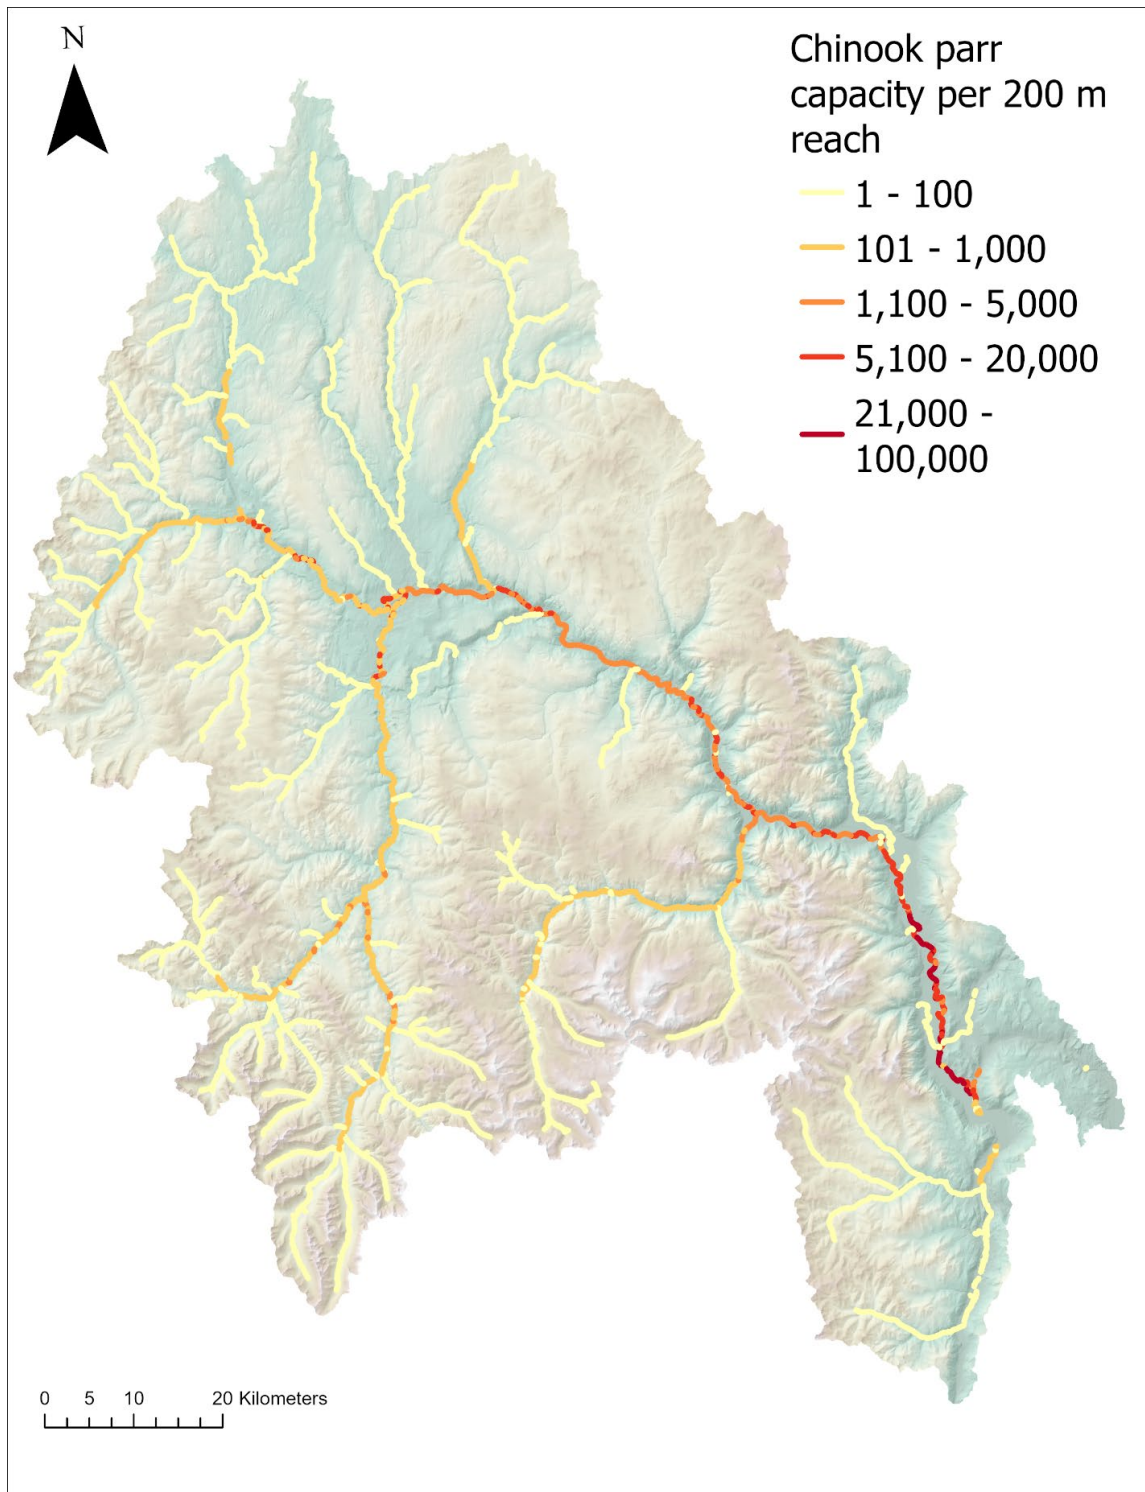 N
Chinook parr
capacity per 200 m
reach
1 - 100
101 - 1,000
1,100 - 5,000
5,100 - 20,000
21,000 -
100,000
0 5 10 20 Kilometers